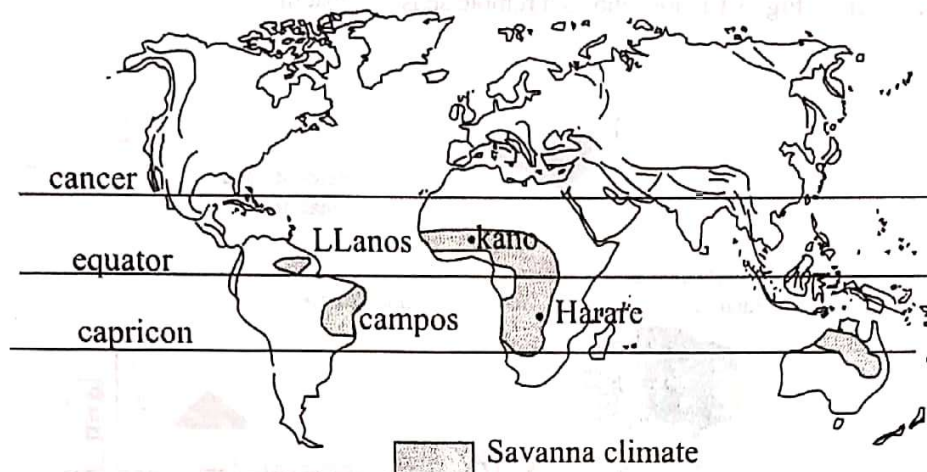 cancer
LLanos
kano
equator
campos
Harare
capricon
Savanna climate